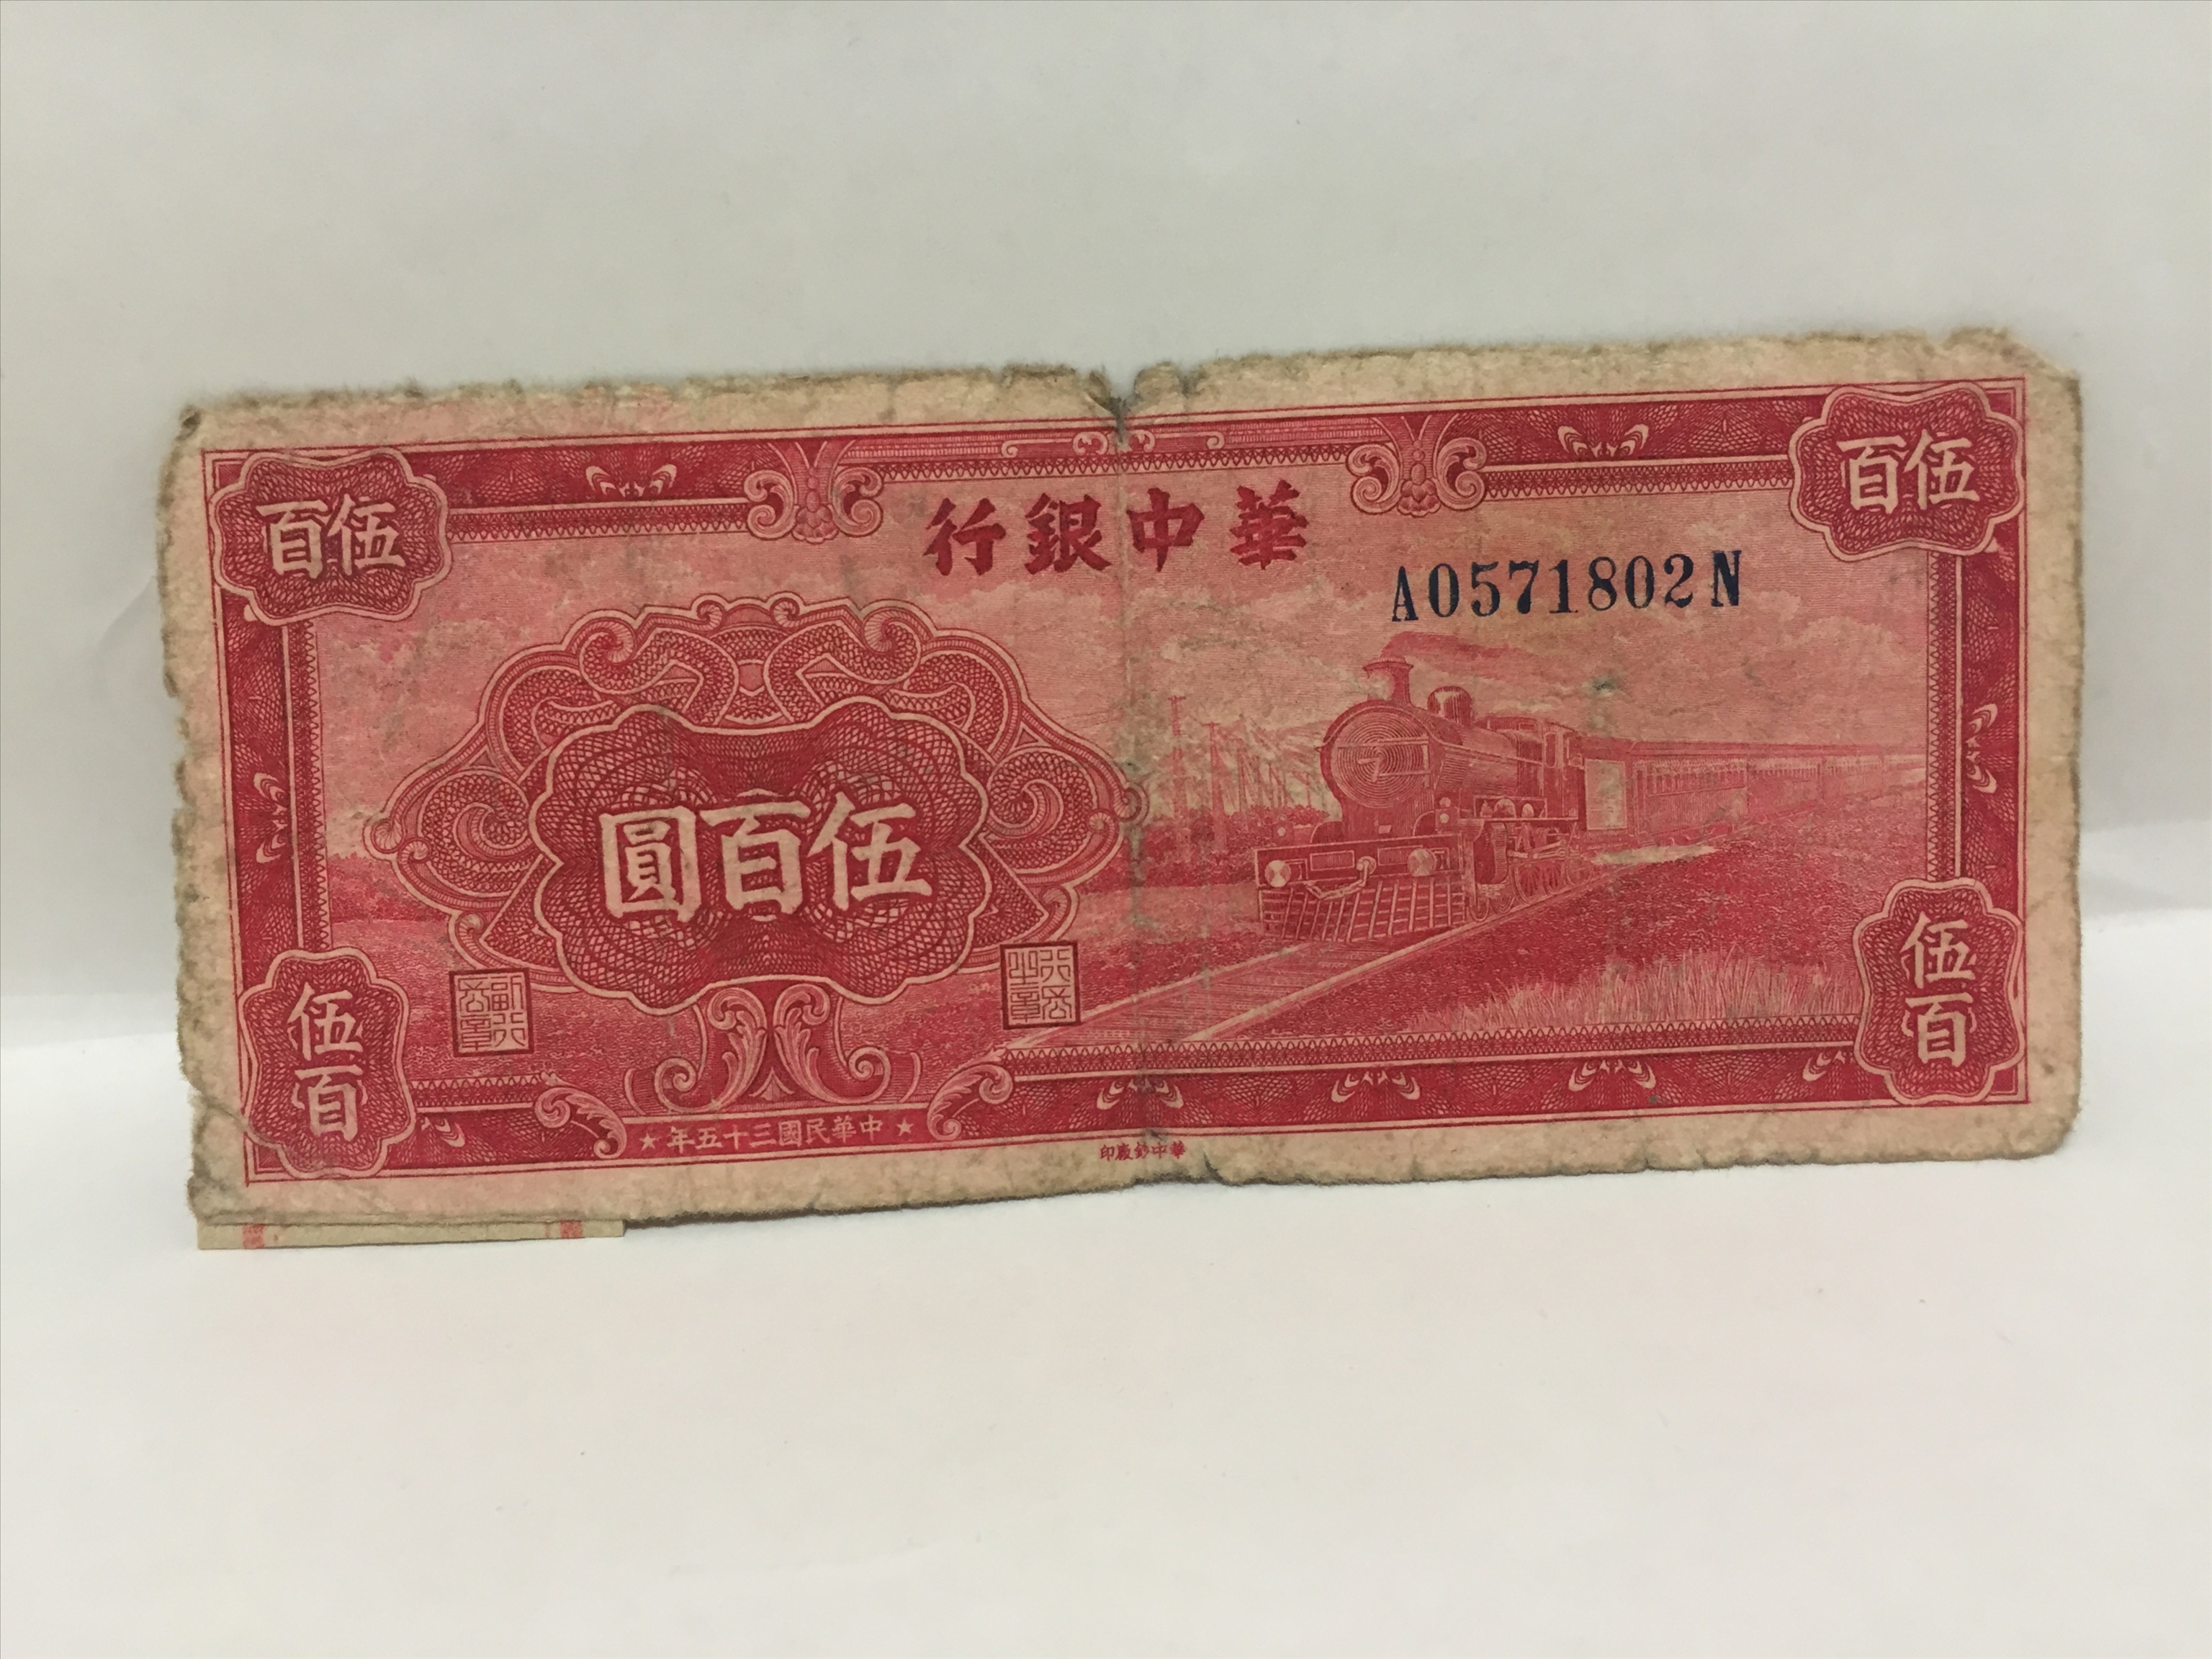 伍百
伍百
華中銀行
A0571802N
伍百圓
伍百
伍百
中華民國三十五年
華中鈔廠印